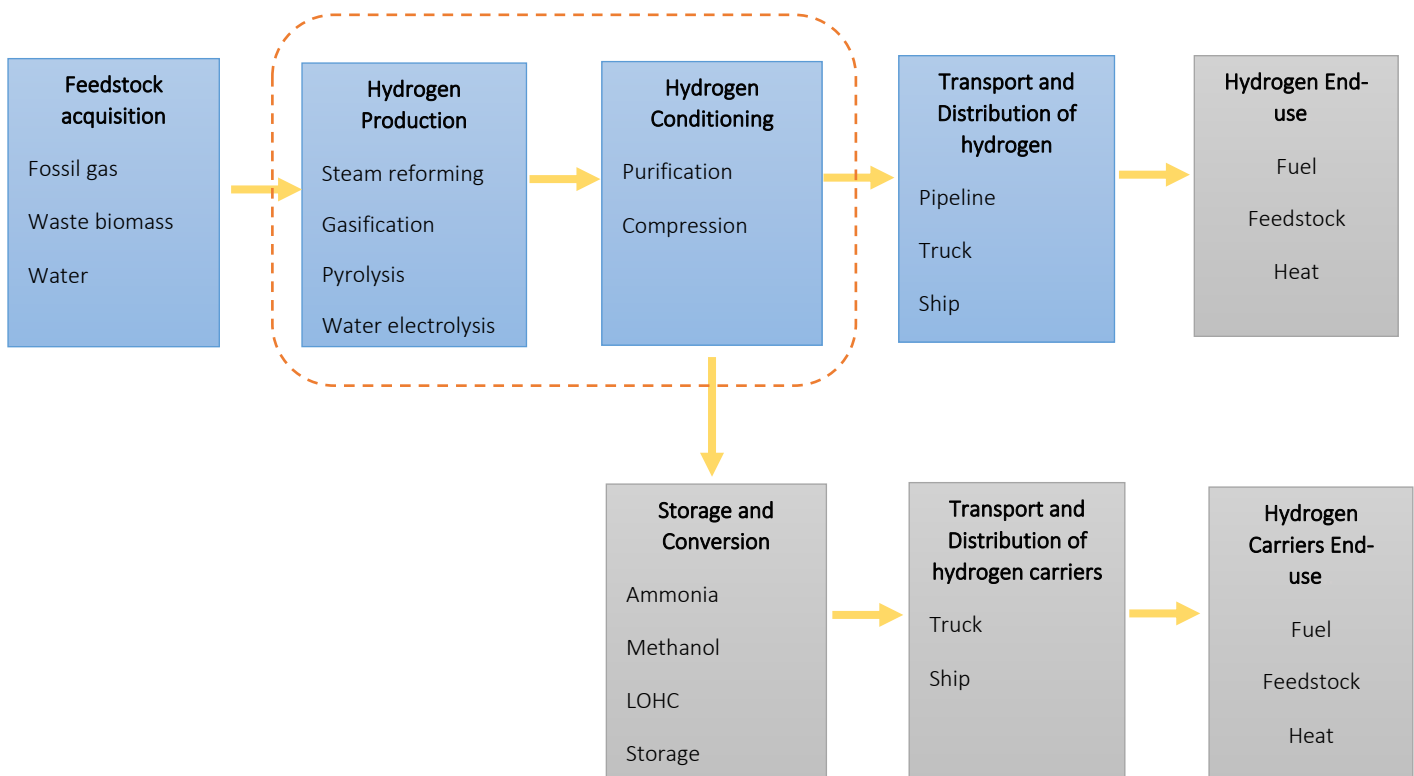 Feedstock
acquisition
Fossil gas
Waste biomass
Water
Hydrogen
Production
Steam reforming
Gasification
Pyrolysis
Water electrolysis
Hydrogen
Conditioning
Purification
Compression
Transport and
Distribution of
hydrogen
Pipeline
Truck
Ship
Hydrogen End-
use
Fuel
Feedstock
Heat
Storage and
Conversion
Ammonia
Methanol
LOHC
Storage
Transport and
Distribution of
hydrogen carriers
Truck
Ship
Hydrogen
Carriers End-
use
Fuel
Feedstock
Heat